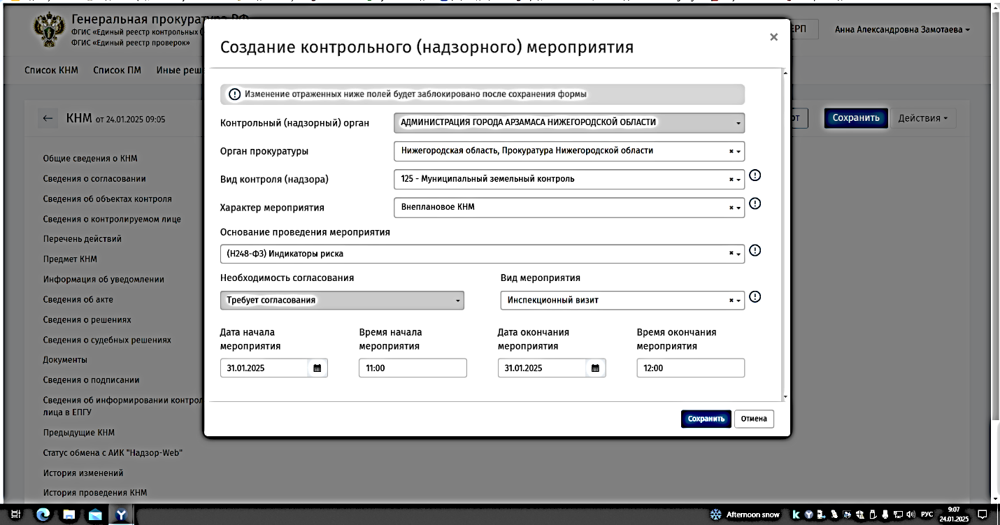 Генеральная прокуратура РФ
ФГИС «Единый реестр контрольных (
ФГИС «Единый реестр проверок»
ЕРП
Анна Александровна Замотаева
Список КНМ Список ПМ Иные реш
КНМ от 24.01.2025 09:05
Сохранить
Действия
Общие сведения о КНМ
Сведения о согласовании
Сведения об объектах контроля
Сведения о контролируемом лице
Перечень действий
Предмет КНМ
Информация об уведомлении
Сведения об акте
Сведения о решениях
Сведения о судебных решениях
Документы
Сведения о подписании
Сведения об информировании контрол
лица в ЕПГУ
Предыдущие КНМ
Статус обмена с АИК "Надзор-Web"
История изменений
История проведения КНМ
Создание контрольного (надзорного) мероприятия
×
Изменение отраженных ниже полей будет заблокировано после сохранения формы
Контрольный (надзорный) орган
АДМИНИСТРАЦИЯ ГОРОДА АРЗАМАСА НИЖЕГОРОДСКОЙ ОБЛАСТИ
Орган прокуратуры
Нижегородская область, Прокуратура Нижегородской области
Вид контроля (надзора)
125 - Муниципальный земельный контроль
Характер мероприятия
Внеплановое КНМ
Основание проведения мероприятия
(Н248-ФЗ) Индикаторы риска
Необходимость согласования
Требует согласования
Вид мероприятия
Инспекционный визит
Дата начала
мероприятия
31.01.2025
Время начала
мероприятия
11:00
Дата окончания
мероприятия
31.01.2025
Время окончания
мероприятия
12:00
Сохранить
Отмена
Afternoon snow
РУС
9:07
24.01.2025